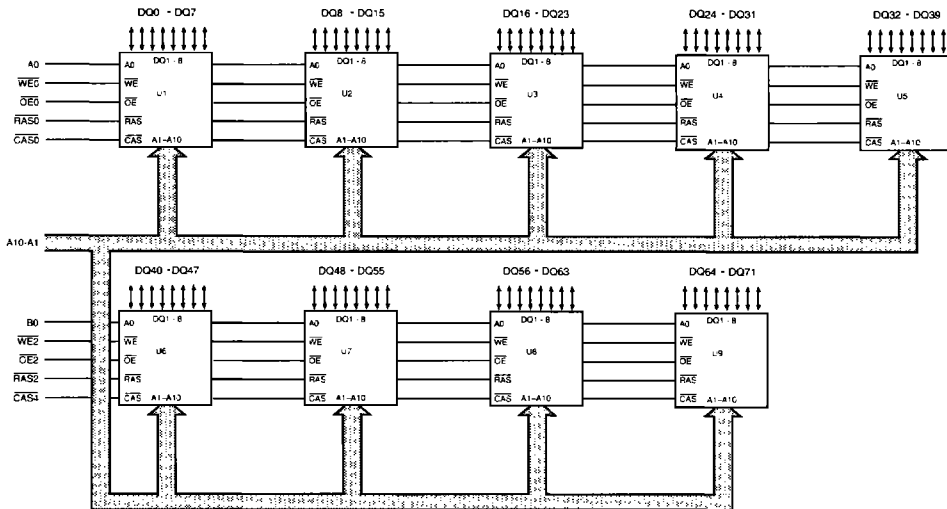 DQ0 - DQ7 DQ8 - DQ15 DQ16 - DQ23 DQ24 - DQ31 DQ32 - DQ39
A0 A0 DQ1 - 8 A0 DQ1 - 8 A0 DQ1 - 8 A0 DQ1 - 8 A0 DQ1 - 8
WE0 WE WE WE WE WE
U1 U2 U3 U4 U5
OE0 OE OE OE OE OE
RAS0 RAS RAS RAS RAS RAS
CAS0 CAS A1-A10 CAS A1-A10 CAS A1-A10 CAS A1-A10 CAS A1-A10
A10-A1
DQ40 - DQ47 DQ48 - DQ55 DQ56 - DQ63 DQ64 - DQ71
B0 A0 DQ1 - 8 A0 DQ1 - 8 A0 DQ1 - 8 A0 DQ1 - 8
WE2 WE WE WE WE
U6 U7 U8 U9
OE2 OE OE OE OE
RAS2 RAS RAS RAS RAS
CAS4 CAS A1-A10 CAS A1-A10 CAS A1-A10 CAS A1-A10